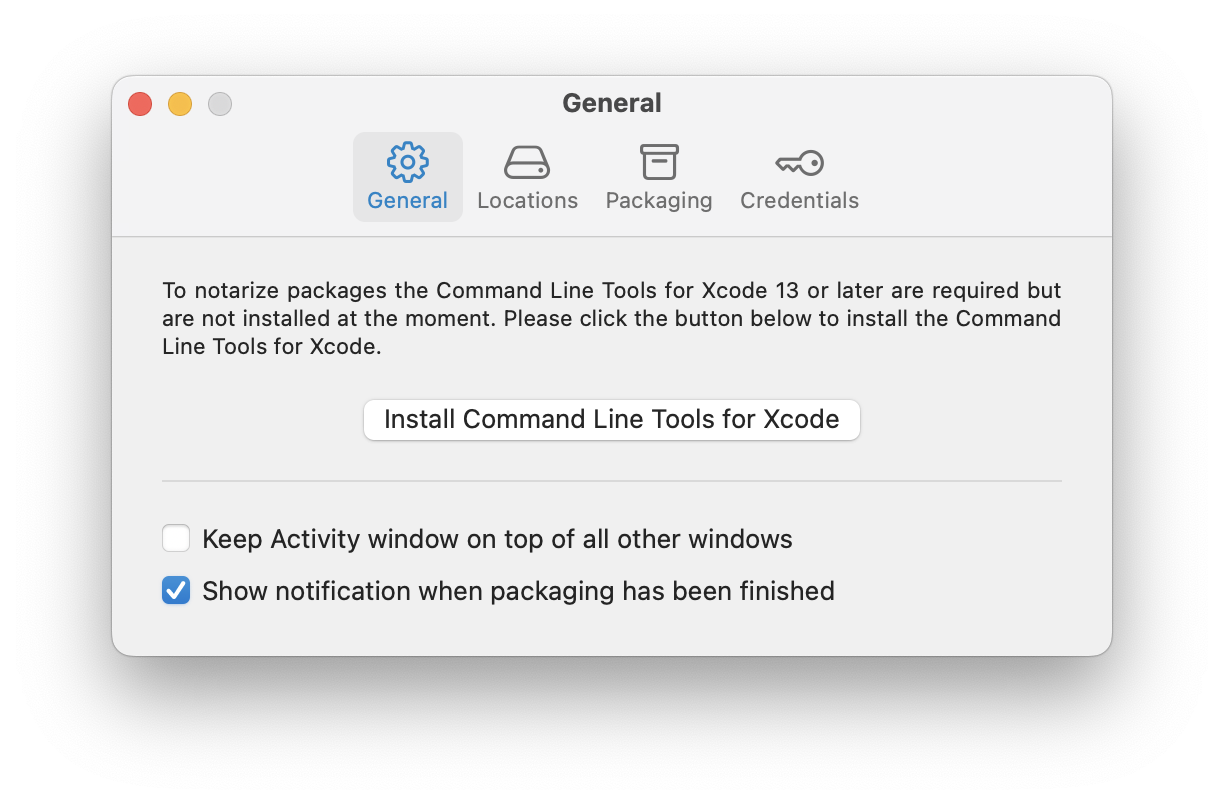 General
General
Locations
Packaging
Credentials
To notarize packages the Command Line Tools for Xcode 13 or later are required but
are not installed at the moment. Please click the button below to install the Command
Line Tools for Xcode.
Install Command Line Tools for Xcode
Keep Activity window on top of all other windows
Show notification when packaging has been finished